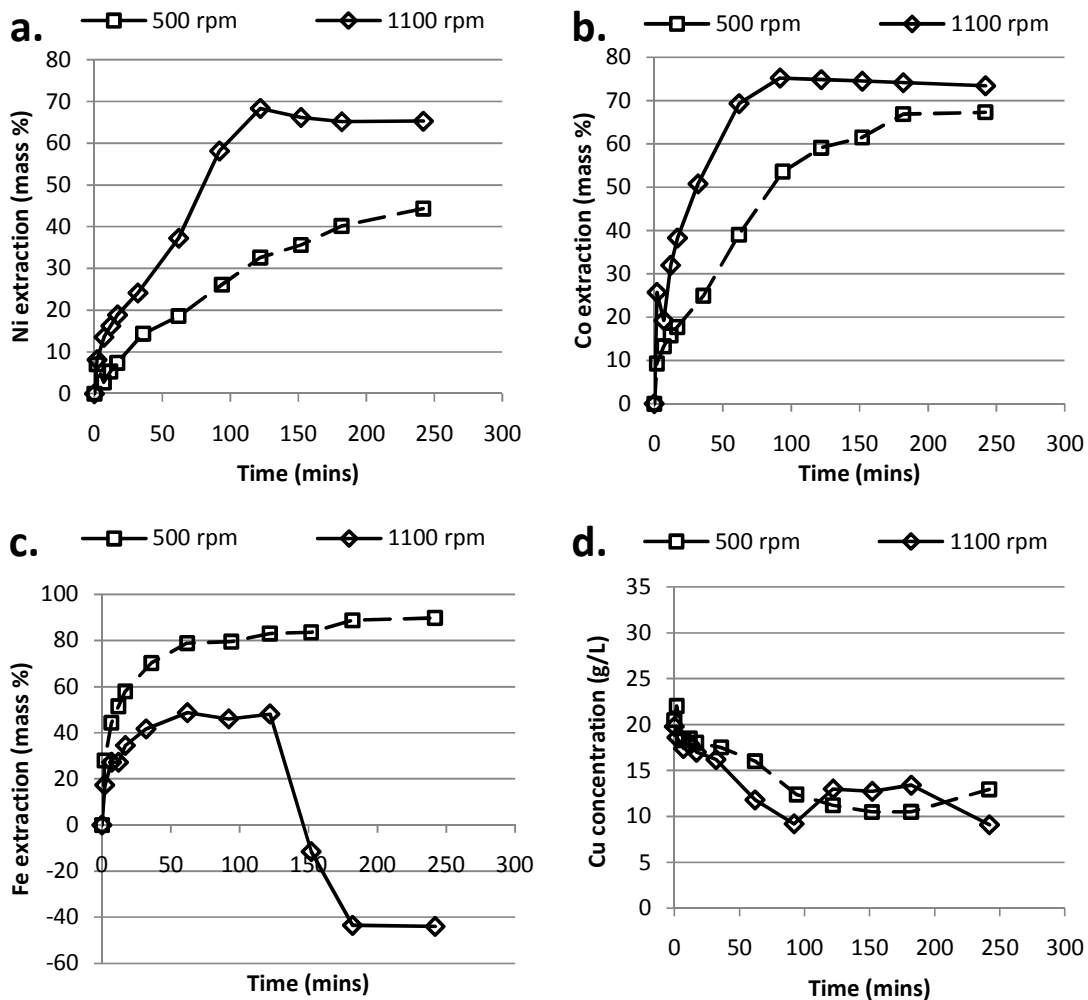 a.
500 rpm 1100 rpm
80
70
60
50
40
30
20
10
0
0 50 100 150 200 250 300
Ni extraction (mass %)
Time (mins)
b.
500 rpm 1100 rpm
80
70
60
50
40
30
20
10
0
0 50 100 150 200 250 300
Co extraction (mass %)
Time (mins)
c.
500 rpm 1100 rpm
100
80
60
40
20
0
-20
-40
-60
0 50 100 150 200 250 300
Fe extraction (mass %)
Time (mins)
d.
500 rpm 1100 rpm
35
30
25
20
15
10
5
0
0 50 100 150 200 250 300
Cu concentration (g/L)
Time (mins)